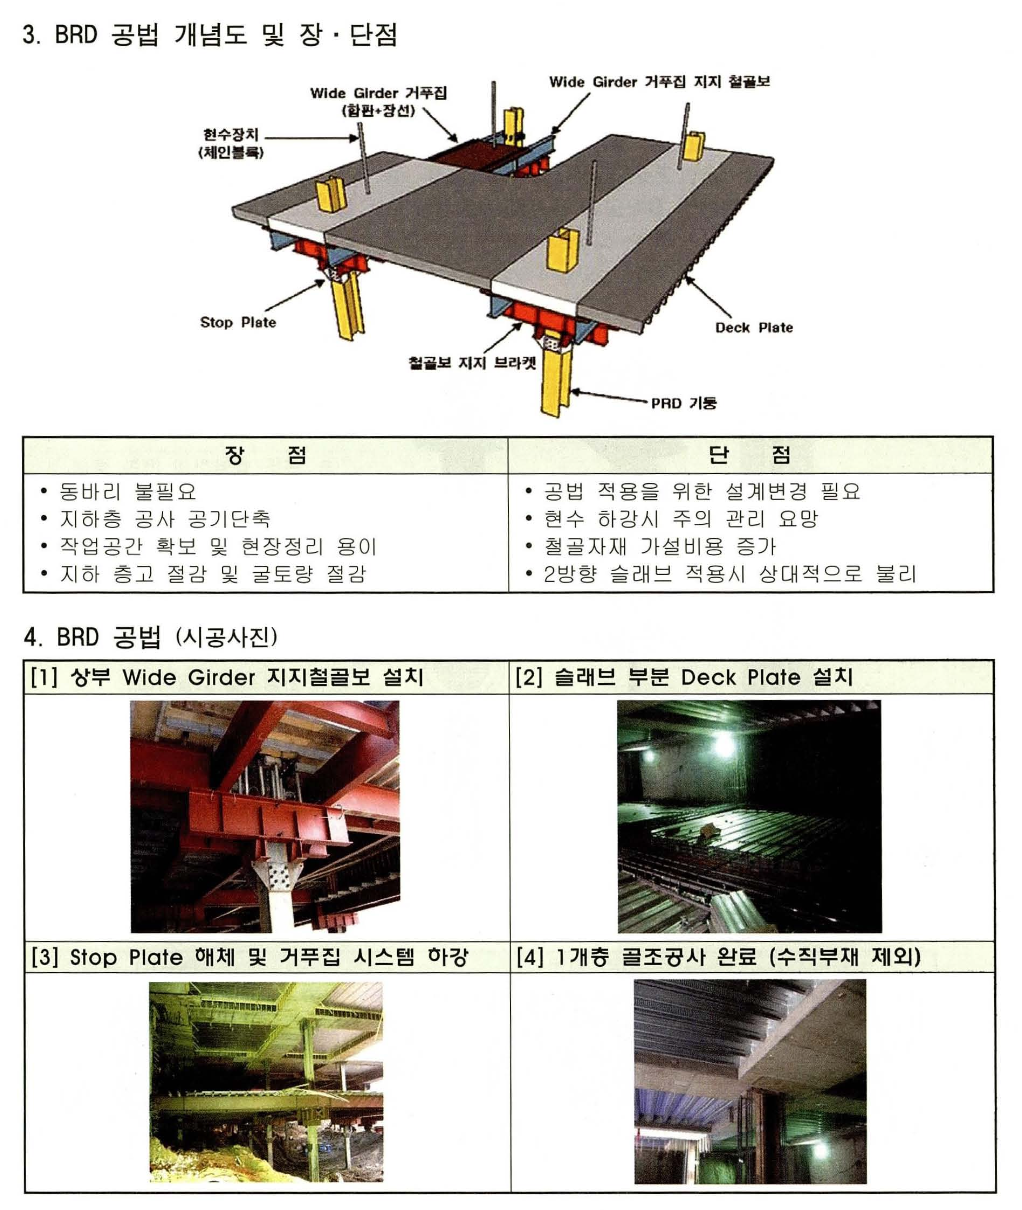 3. BRD 공법 개념도 및 장·단점
Wide Girder 거푸집 지지 철골보
Wide Girder 거푸집
(합판+장선)
현수장치
(체인블록)
Stop Plate
Deck Plate
철골보 지지 브라켓
PRD 기둥
장 점
단 점
• 동바리 불필요
• 지하층 공사 공기단축
• 작업공간 확보 및 현장정리 용이
• 지하 층고 절감 및 굴토량 절감
• 공법 적용을 위한 설계변경 필요
• 현수 하강시 주의 관리 요망
• 철골자재 가설비용 증가
• 2방향 슬래브 적용시 상대적으로 불리
4. BRD 공법 (시공사진)
[1] 상부 Wide Girder 지지철골보 설치
[2] 슬래브 부분 Deck Plate 설치
[3] Stop Plate 해체 및 거푸집 시스템 하강
[4] 1개층 골조공사 완료 (수직부재 제외)